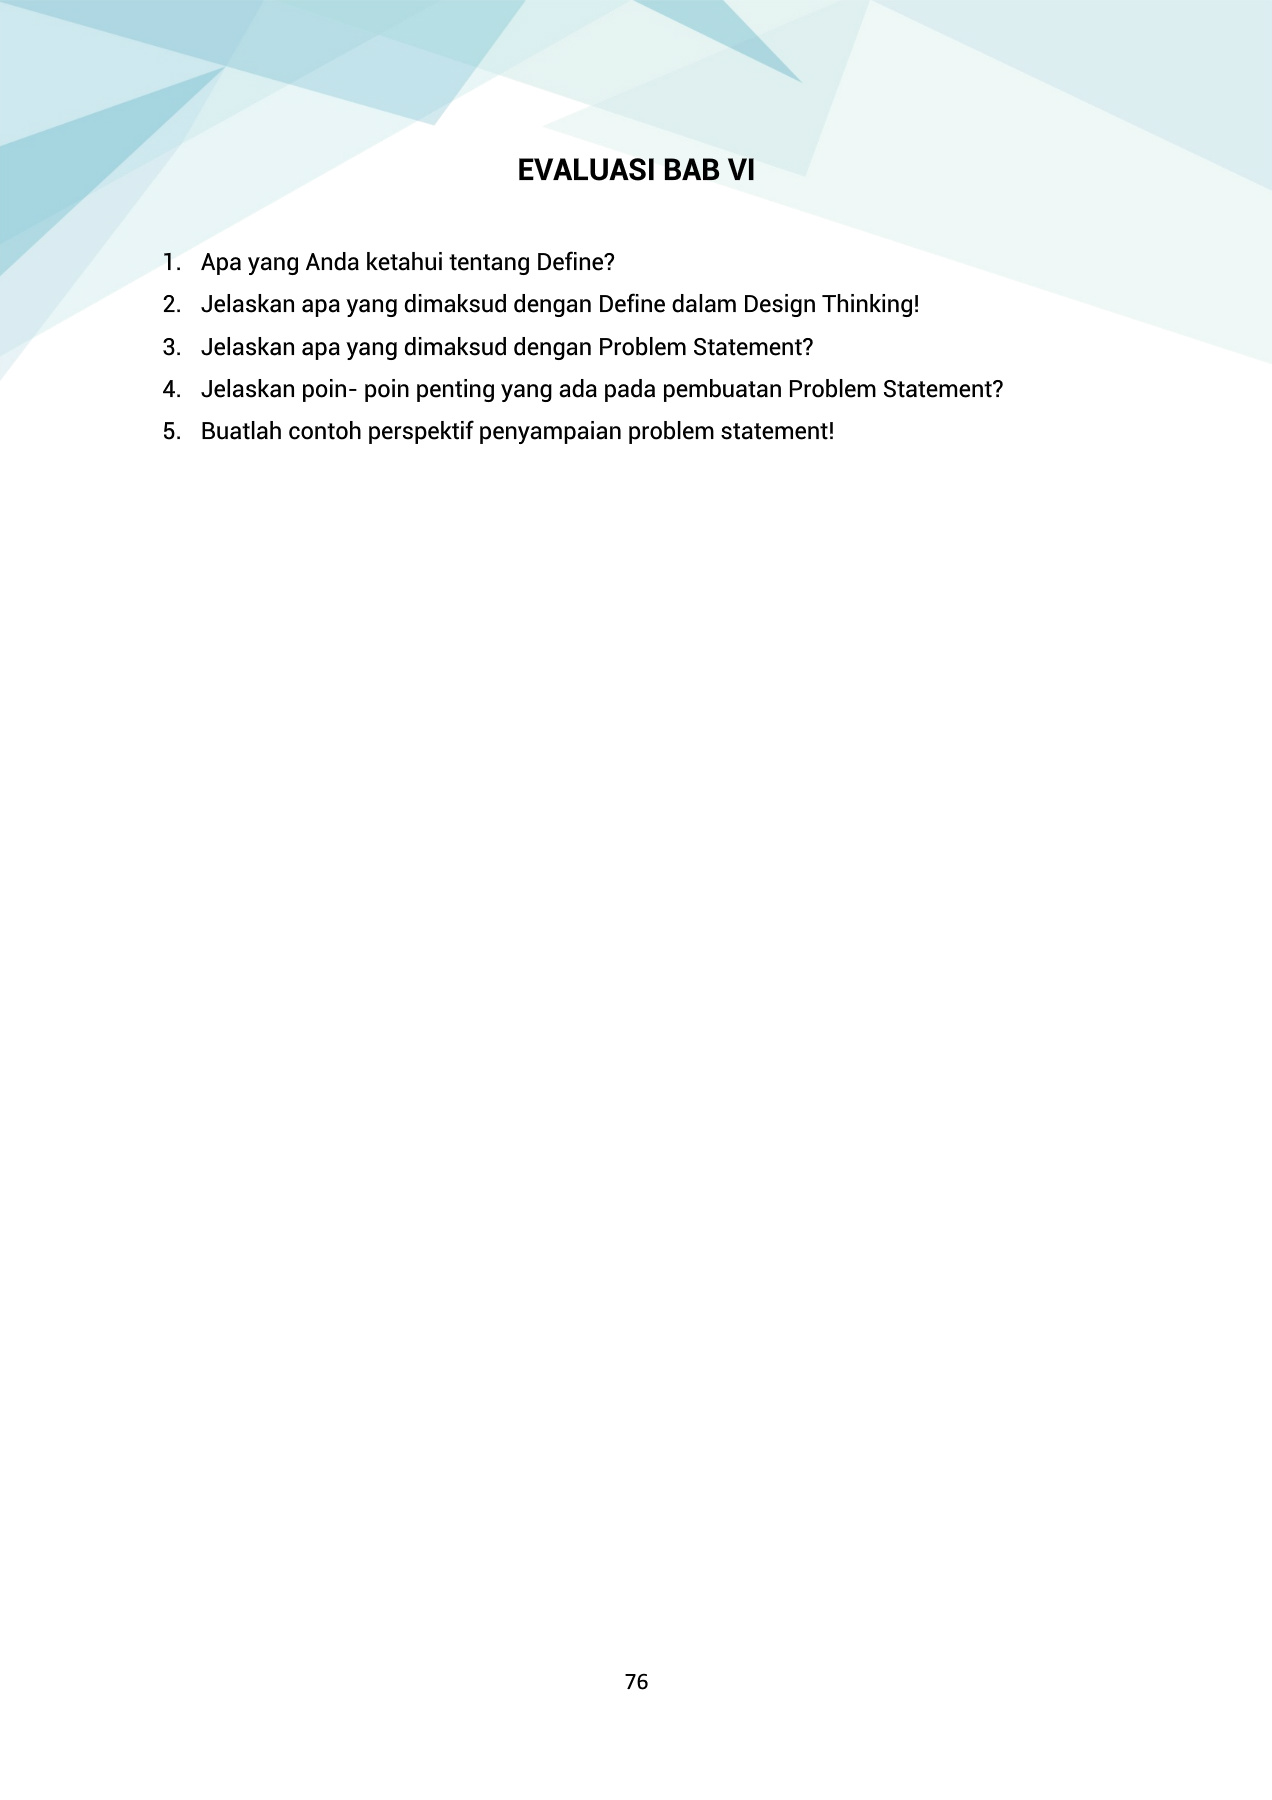 EVALUASI BAB VI
1. Apa yang Anda ketahui tentang Define?
2. Jelaskan apa yang dimaksud dengan Define dalam Design Thinking!
3. Jelaskan apa yang dimaksud dengan Problem Statement?
4. Jelaskan poin- poin penting yang ada pada pembuatan Problem Statement?
5. Buatlah contoh perspektif penyampaian problem statement!
76